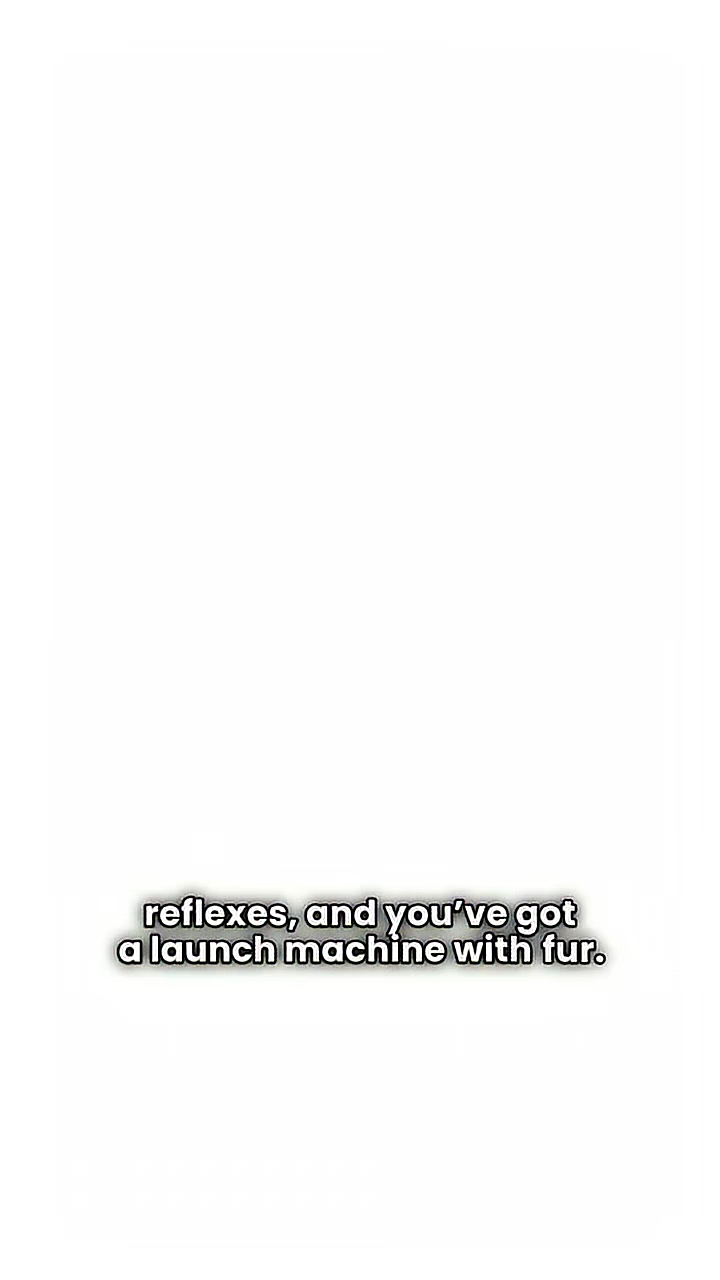 reflexes, and you’ve got
a launch machine with fur.